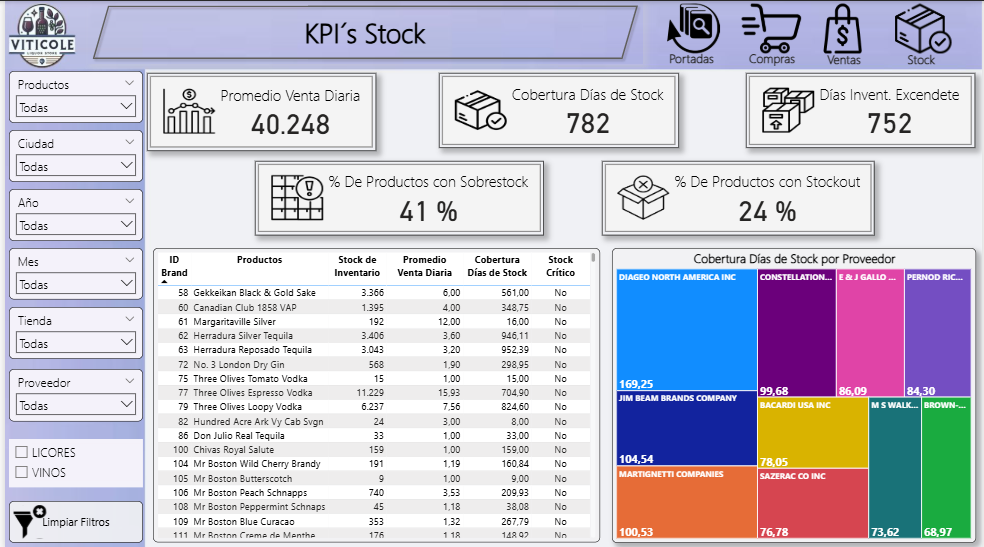 VITICOLE
LIQUOR STORE
KPI´s Stock
Portadas
Compras
Ventas
Stock
Productos
Todas
Ciudad
Todas
Año
Todas
Mes
Todas
Tienda
Todas
Proveedor
Todas
LICORES
VINOS
Limpiar Filtros
Promedio Venta Diaria
40.248
Cobertura Días de Stock
782
Días Invent. Excendete
752
% De Productos con Sobrestock
41 %
% De Productos con Stockout
24 %
ID Brand Productos Stock de Inventario Promedio Venta Diaria Cobertura Días de Stock Stock Crítico
58 Gekkeikan Black & Gold Sake 3.366 6,00 561,00 No
60 Canadian Club 1858 VAP 1.395 4,00 348,75 No
61 Margaritaville Silver 192 12,00 16,00 No
62 Herradura Silver Tequila 3.406 3,60 946,11 No
63 Herradura Reposado Tequila 3.043 3,20 952,39 No
72 No. 3 London Dry Gin 568 1,90 298,95 No
75 Three Olives Tomato Vodka 15 1,00 15,00 No
77 Three Olives Espresso Vodka 11.229 15,93 704,90 No
79 Three Olives Loopy Vodka 6.237 7,56 824,60 No
82 Hundred Acre Ark Vy Cab Svgn 24 3,00 8,00 No
86 Don Julio Real Tequila 33 1,00 33,00 No
100 Chivas Royal Salute 159 1,00 159,00 No
104 Mr Boston Wild Cherry Brandy 191 1,19 160,84 No
105 Mr Boston Butterscotch 9 1,00 9,00 No
106 Mr Boston Peach Schnapps 740 3,53 209,93 No
108 Mr Boston Peppermint Schnaps 45 1,18 38,08 No
109 Mr Boston Blue Curacao 353 1,32 267,79 No
111 Mr Boston Creme de Menthe 176 1,18 148,92 No
Cobertura Días de Stock por Proveedor
DIAGEO NORTH AMERICA INC
169,25
JIM BEAM BRANDS COMPANY
104,54
MARTIGNETTI COMPANIES
100,53
CONSTELLATION...
99,68
E & J GALLO ...
86,09
PERNOD RIC...
84,30
BACARDI USA INC
78,05
SAZERAC CO INC
76,78
M S WALK...
73,62
BROWN-...
68,97